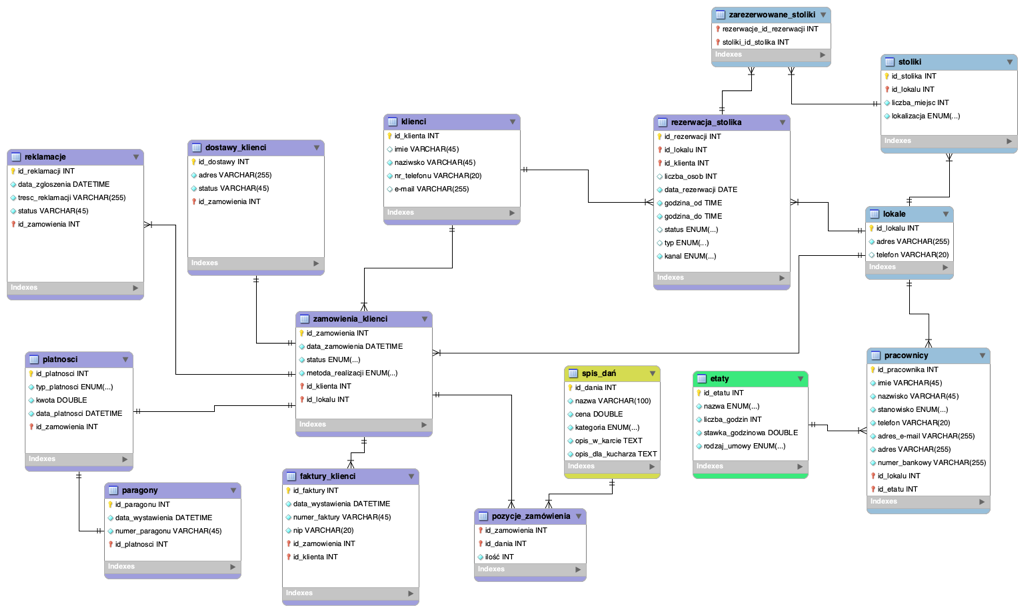 zarezerwowane_stoliki
rezerwacje_id_rezerwacji INT
stoliki_id_stolika INT
Indexes
stoliki
id_stolika INT
id_lokalu INT
liczba_miejsc INT
lokalizacja ENUM(...)
Indexes
klienci
id_klienta INT
imie VARCHAR(45)
naziwsko VARCHAR(45)
nr_telefonu VARCHAR(20)
e-mail VARCHAR(255)
Indexes
rezerwacja_stolika
id_rezerwacji INT
id_lokalu INT
id_klienta INT
liczba_osob INT
data_rezerwacji DATE
godzina_od TIME
godzina_do TIME
status ENUM(...)
typ ENUM(...)
kanal ENUM(...)
Indexes
dostawy_klienci
id_dostawy INT
adres VARCHAR(255)
status VARCHAR(45)
id_zamowienia INT
Indexes
reklamacje
id_reklamacji INT
data_zgloszenia DATETIME
tresc_reklamacji VARCHAR(255)
status VARCHAR(45)
id_zamowienia INT
Indexes
lokale
id_lokalu INT
adres VARCHAR(255)
telefon VARCHAR(20)
Indexes
zamowienia_klienci
id_zamowienia INT
data_zamowienia DATETIME
status ENUM(...)
metoda_realizacji ENUM(...)
id_klienta INT
id_lokalu INT
Indexes
platnosci
id_platnosci INT
typ_platnosci ENUM(...)
kwota DOUBLE
data_platnosci DATETIME
id_zamowienia INT
Indexes
spis_dań
id_dania INT
nazwa VARCHAR(100)
cena DOUBLE
kategoria ENUM(...)
opis_w_karcie TEXT
opis_dla_kucharza TEXT
Indexes
etaty
id_etatu INT
nazwa ENUM(...)
liczba_godzin INT
stawka_godzinowa DOUBLE
rodzaj_umowy ENUM(...)
Indexes
pracownicy
id_pracownika INT
imie VARCHAR(45)
nazwisko VARCHAR(45)
stanowisko ENUM(...)
telefon VARCHAR(20)
adres_e-mail VARCHAR(255)
adres VARCHAR(255)
numer_bankowy VARCHAR(255)
id_lokalu INT
id_etatu INT
Indexes
paragony
id_paragonu INT
data_wystawienia DATETIME
numer_paragonu VARCHAR(45)
id_platnosci INT
Indexes
faktury_klienci
id_faktury INT
data_wystawienia DATETIME
numer_faktury VARCHAR(45)
nip VARCHAR(20)
id_zamowienia INT
id_klienta INT
Indexes
pozycje_zamówienia
id_zamowienia INT
id_dania INT
ilość INT
Indexes